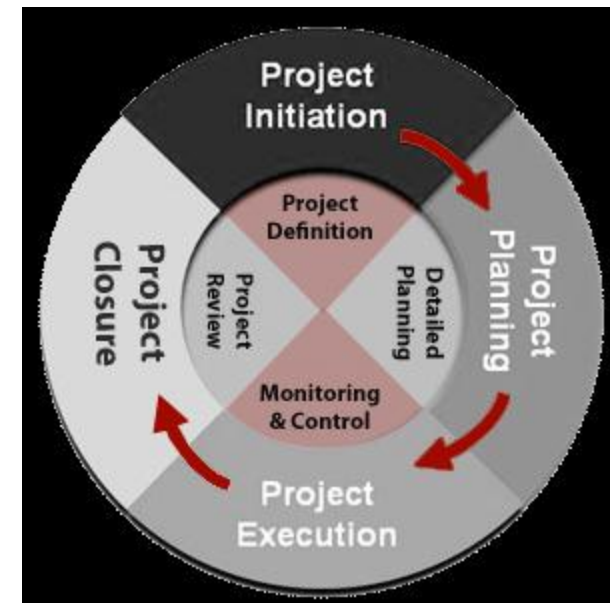 Project
Initiation
Project
Definition
Project
Planning
Detailed
Planning
Monitoring
& Control
Project
Execution
Project
Closure
Project
Review